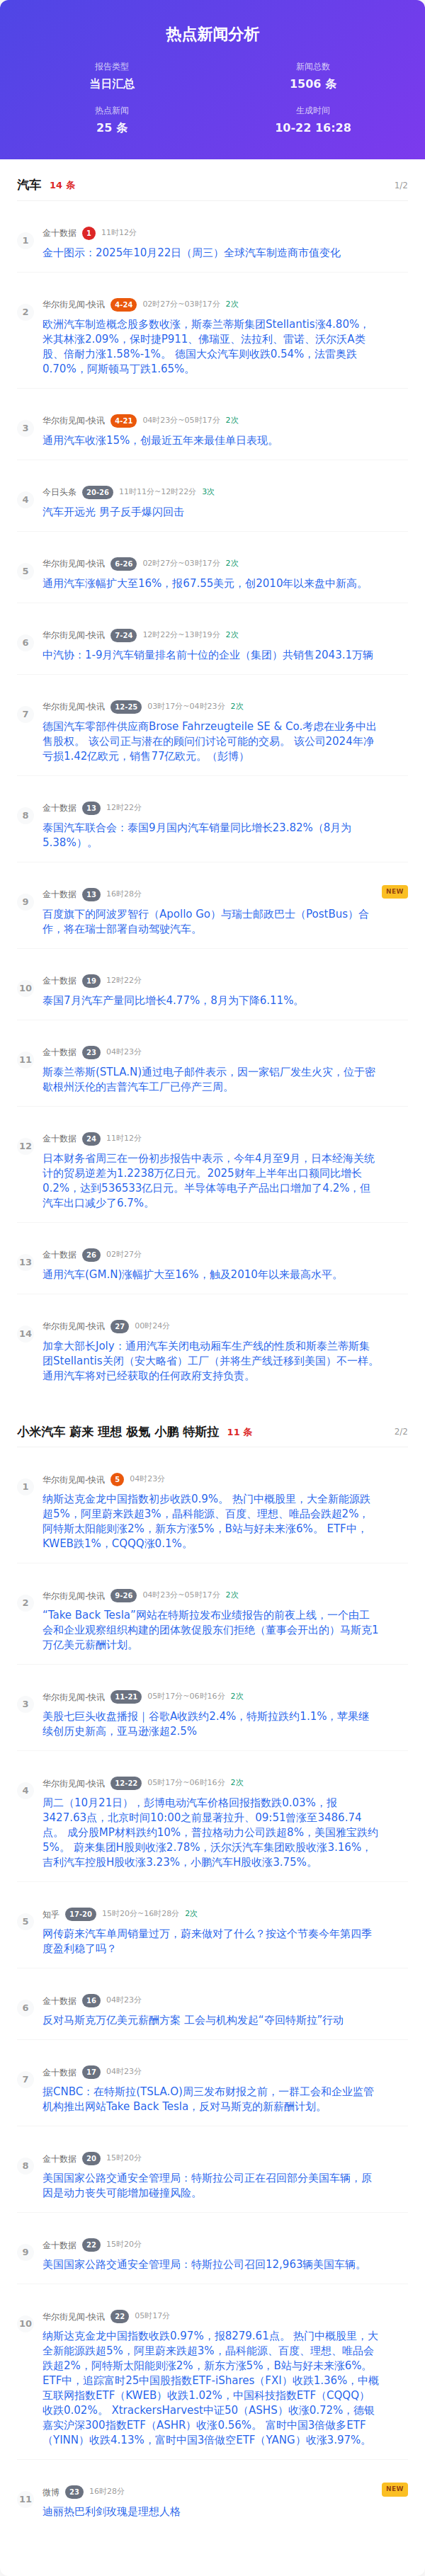 热点新闻分析
报告类型
新闻总数
当日汇总
1506 条
热点新闻
生成时间
25 条
10-22 16:28
汽车 14 条 1/2
1
金十数据 1 11时12分
金十图示：2025年10月22日（周三）全球汽车制造商市值变化
2
华尔街见闻-快讯 4-24 02时27分~03时17分 2次
欧洲汽车制造概念股多数收涨，斯泰兰蒂斯集团Stellantis涨4.80%，
米其林涨2.09%，保时捷P911、佛瑞亚、法拉利、雷诺、沃尔沃A类
股、倍耐力涨1.58%-1%。 德国大众汽车则收跌0.54%，法雷奥跌
0.70%，阿斯顿马丁跌1.65%。
3
华尔街见闻-快讯 4-21 04时23分~05时17分 2次
通用汽车收涨15%，创最近五年来最佳单日表现。
4
今日头条 20-26 11时11分~12时22分 3次
汽车开远光 男子反手爆闪回击
5
华尔街见闻-快讯 6-26 02时27分~03时17分 2次
通用汽车涨幅扩大至16%，报67.55美元，创2010年以来盘中新高。
6
华尔街见闻-快讯 7-24 12时22分~13时19分 2次
中汽协：1-9月汽车销量排名前十位的企业（集团）共销售2043.1万辆
7
华尔街见闻-快讯 12-25 03时17分~04时23分 2次
德国汽车零部件供应商Brose Fahrzeugteile SE & Co.考虑在业务中出
售股权。 该公司正与潜在的顾问们讨论可能的交易。 该公司2024年净
亏损1.42亿欧元，销售77亿欧元。（彭博）
8
金十数据 13 12时22分
泰国汽车联合会：泰国9月国内汽车销量同比增长23.82%（8月为
5.38%）。
9
金十数据 13 16时28分 NEW
百度旗下的阿波罗智行（Apollo Go）与瑞士邮政巴士（PostBus）合
作，将在瑞士部署自动驾驶汽车。
10
金十数据 19 12时22分
泰国7月汽车产量同比增长4.77%，8月为下降6.11%。
11
金十数据 23 04时23分
斯泰兰蒂斯(STLA.N)通过电子邮件表示，因一家铝厂发生火灾，位于密
歇根州沃伦的吉普汽车工厂已停产三周。
12
金十数据 24 11时12分
日本财务省周三在一份初步报告中表示，今年4月至9月，日本经海关统
计的贸易逆差为1.2238万亿日元。2025财年上半年出口额同比增长
0.2%，达到536533亿日元。半导体等电子产品出口增加了4.2%，但
汽车出口减少了6.7%。
13
金十数据 26 02时27分
通用汽车(GM.N)涨幅扩大至16%，触及2010年以来最高水平。
14
华尔街见闻-快讯 27 00时24分
加拿大部长Joly：通用汽车关闭电动厢车生产线的性质和斯泰兰蒂斯集
团Stellantis关闭（安大略省）工厂（并将生产线迁移到美国）不一样。
通用汽车将对已经获取的任何政府支持负责。
小米汽车 蔚来 理想 极氪 小鹏 特斯拉 11 条 2/2
1
华尔街见闻-快讯 5 04时23分
纳斯达克金龙中国指数初步收跌0.9%。 热门中概股里，大全新能源跌
超5%，阿里蔚来跌超3%，晶科能源、百度、理想、唯品会跌超2%，
阿特斯太阳能则涨2%，新东方涨5%，B站与好未来涨6%。 ETF中，
KWEB跌1%，CQQQ涨0.1%。
2
华尔街见闻-快讯 9-26 04时23分~05时17分 2次
“Take Back Tesla”网站在特斯拉发布业绩报告的前夜上线，一个由工
会和企业观察组织构建的团体敦促股东们拒绝（董事会开出的）马斯克1
万亿美元薪酬计划。
3
华尔街见闻-快讯 11-21 05时17分~06时16分 2次
美股七巨头收盘播报｜谷歌A收跌约2.4%，特斯拉跌约1.1%，苹果继
续创历史新高，亚马逊涨超2.5%
4
华尔街见闻-快讯 12-22 05时17分~06时16分 2次
周二（10月21日），彭博电动汽车价格回报指数跌0.03%，报
3427.63点，北京时间10:00之前显著拉升、09:51曾涨至3486.74
点。 成分股MP材料跌约10%，普拉格动力公司跌超8%，美国雅宝跌约
5%。 蔚来集团H股则收涨2.78%，沃尔沃汽车集团欧股收涨3.16%，
吉利汽车控股H股收涨3.23%，小鹏汽车H股收涨3.75%。
5
知乎 17-20 15时20分~16时28分 2次
网传蔚来汽车单周销量过万，蔚来做对了什么？按这个节奏今年第四季
度盈利稳了吗？
6
金十数据 16 04时23分
反对马斯克万亿美元薪酬方案 工会与机构发起“夺回特斯拉”行动
7
金十数据 17 04时23分
据CNBC：在特斯拉(TSLA.O)周三发布财报之前，一群工会和企业监管
机构推出网站Take Back Tesla，反对马斯克的新薪酬计划。
8
金十数据 20 15时20分
美国国家公路交通安全管理局：特斯拉公司正在召回部分美国车辆，原
因是动力丧失可能增加碰撞风险。
9
金十数据 22 15时20分
美国国家公路交通安全管理局：特斯拉公司召回12,963辆美国车辆。
10
华尔街见闻-快讯 22 05时17分
纳斯达克金龙中国指数收跌0.97%，报8279.61点。 热门中概股里，大
全新能源跌超5%，阿里蔚来跌超3%，晶科能源、百度、理想、唯品会
跌超2%，阿特斯太阳能则涨2%，新东方涨5%，B站与好未来涨6%。
ETF中，追踪富时25中国股指数ETF-iShares（FXI）收跌1.36%，中概
互联网指数ETF（KWEB）收跌1.02%，中国科技指数ETF（CQQQ）
收跌0.02%。 XtrackersHarvest中证50（ASHS）收涨0.72%，德银
嘉实沪深300指数ETF（ASHR）收涨0.56%。 富时中国3倍做多ETF
（YINN）收跌4.13%，富时中国3倍做空ETF（YANG）收涨3.97%。
11
微博 23 16时28分 NEW
迪丽热巴利剑玫瑰是理想人格